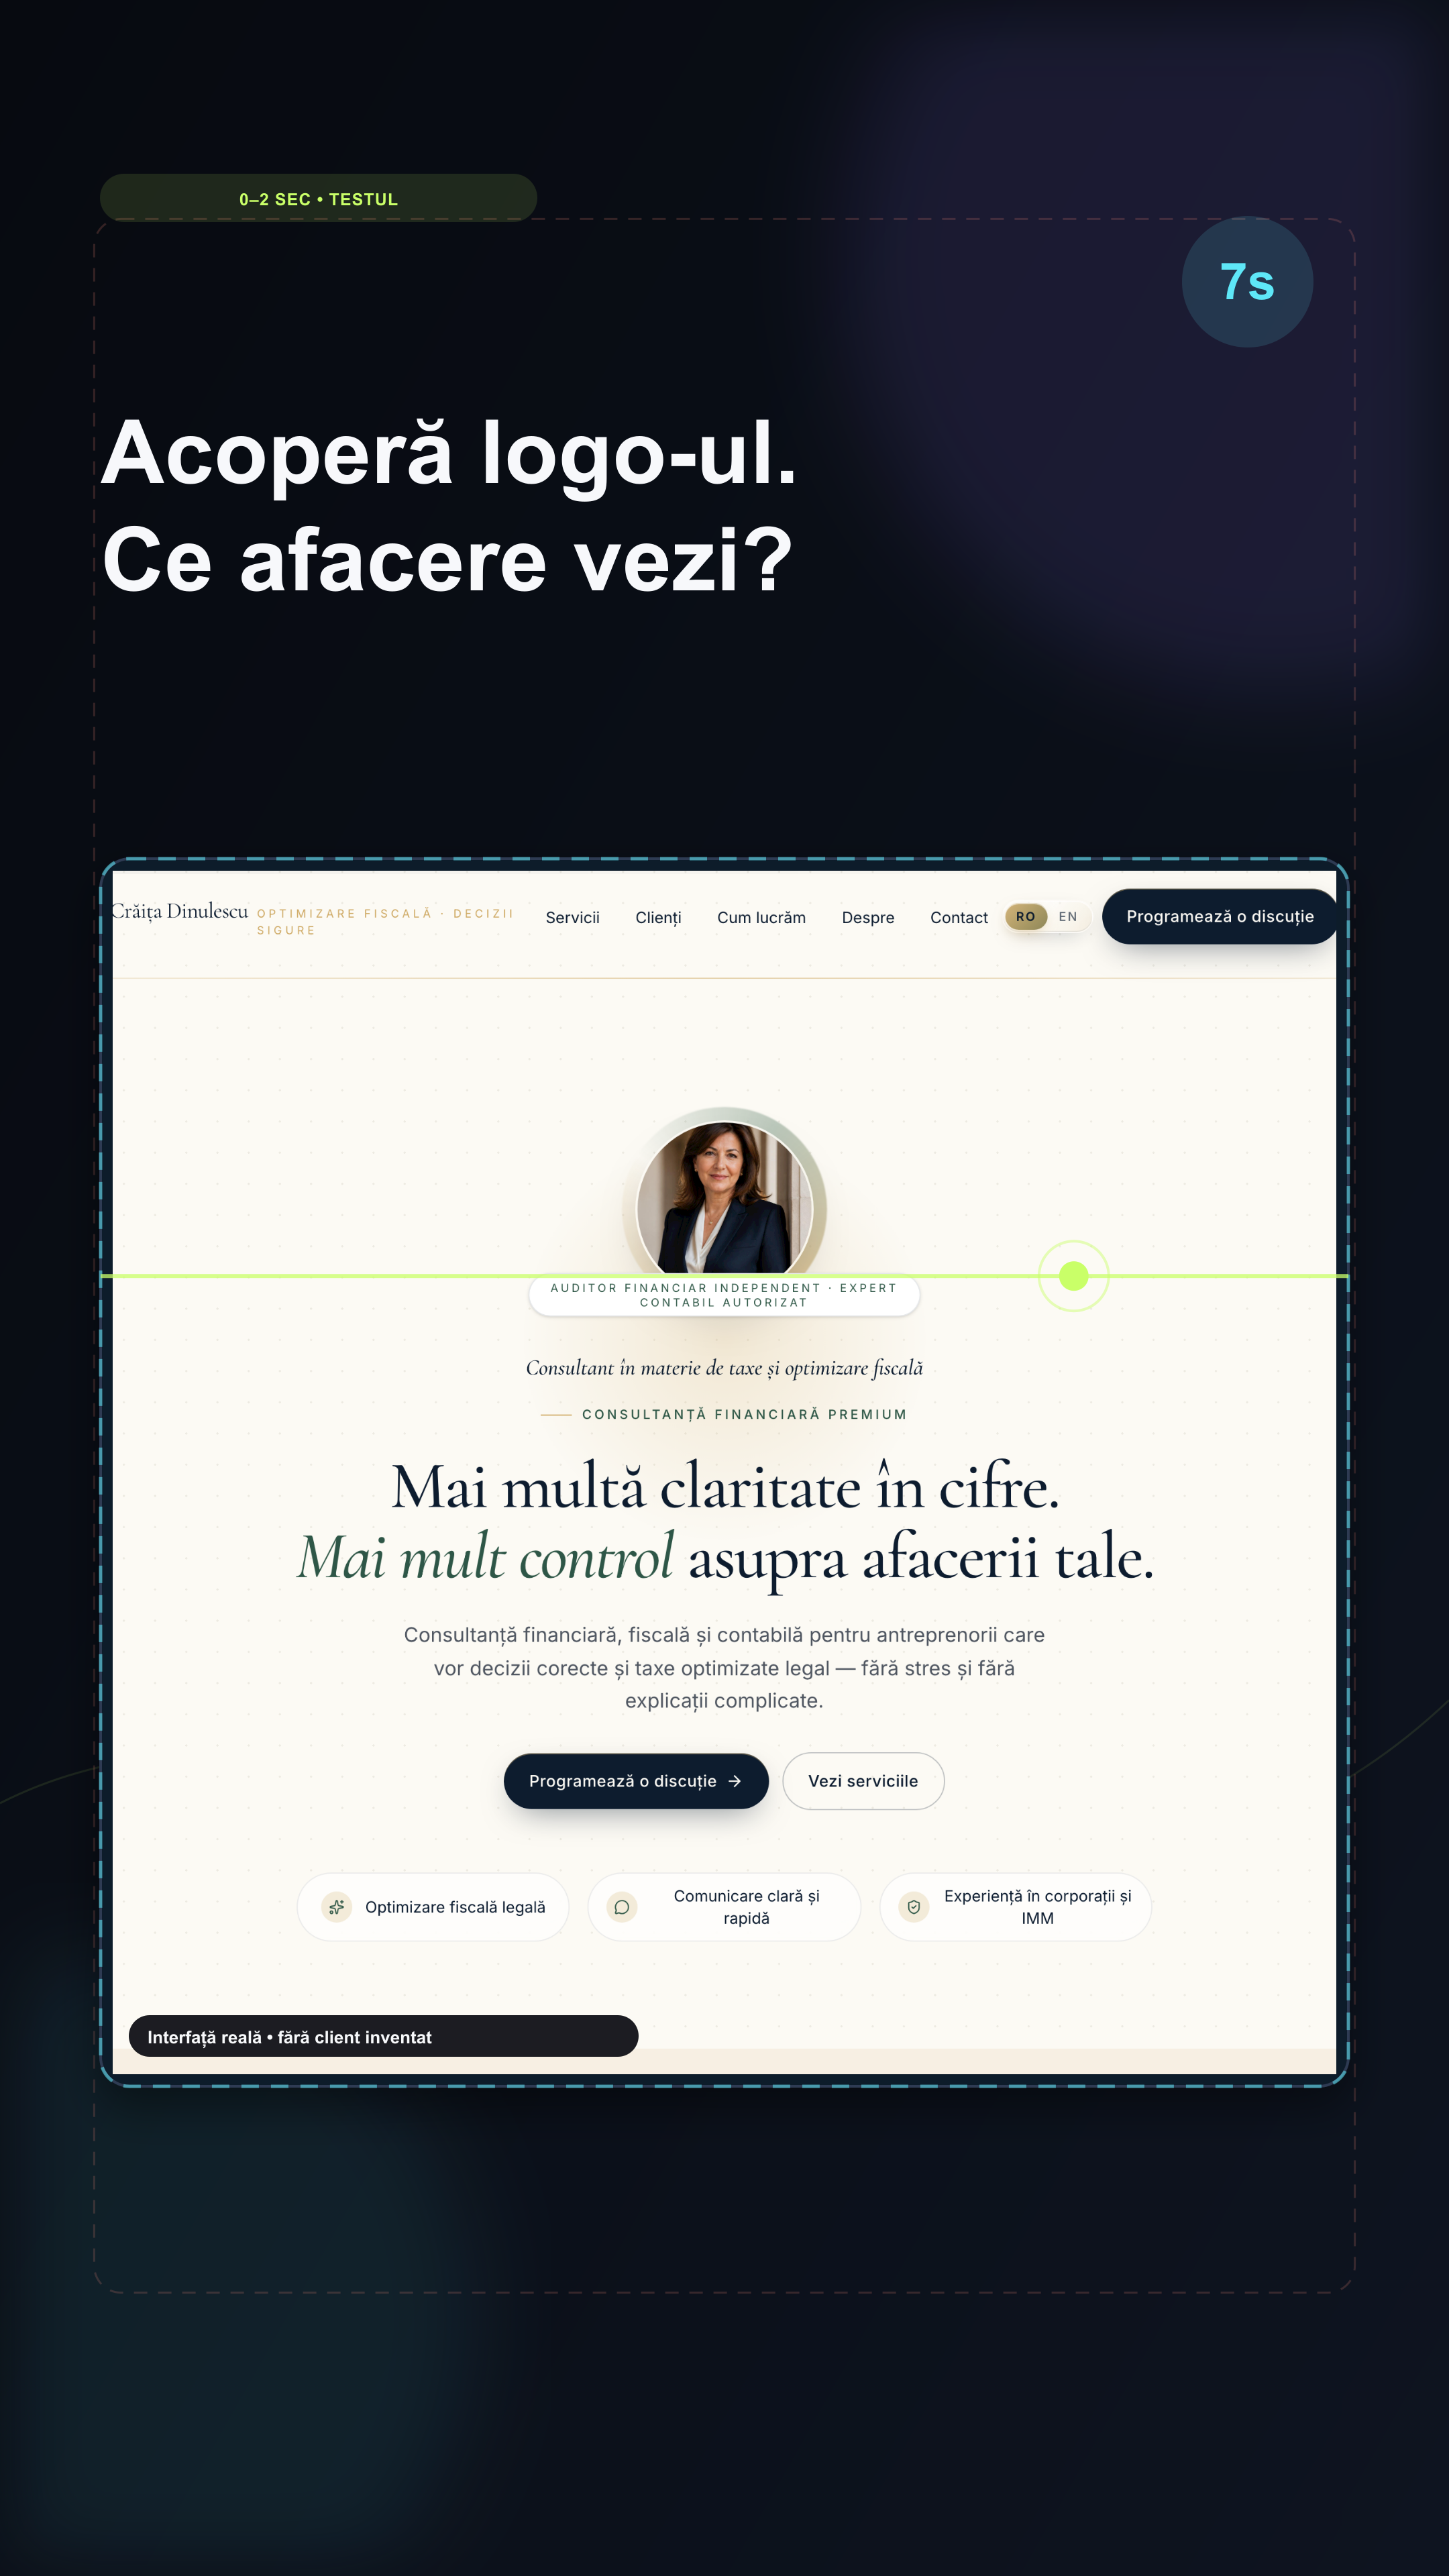 0–2 SEC • TESTUL
7s
Acoperă logo-ul.
Ce afacere vezi?
Crăița Dinulescu
OPTIMIZARE FISCALĂ · DECIZII
SIGURE
Servicii
Clienți
Cum lucrăm
Despre
Contact
RO
EN
Programează o discuție
AUDITOR FINANCIAR INDEPENDENT · EXPERT
CONTABIL AUTORIZAT
Consultant în materie de taxe și optimizare fiscală
CONSULTANȚĂ FINANCIARĂ PREMIUM
Mai multă claritate în cifre.
Mai mult control asupra afacerii tale.
Consultanță financiară, fiscală și contabilă pentru antreprenorii care
vor decizii corecte și taxe optimizate legal — fără stres și fără
explicații complicate.
Programează o discuție →
Vezi serviciile
Optimizare fiscală legală
Comunicare clară și
rapidă
Experiență în corporații și
IMM
Interfață reală • fără client inventat